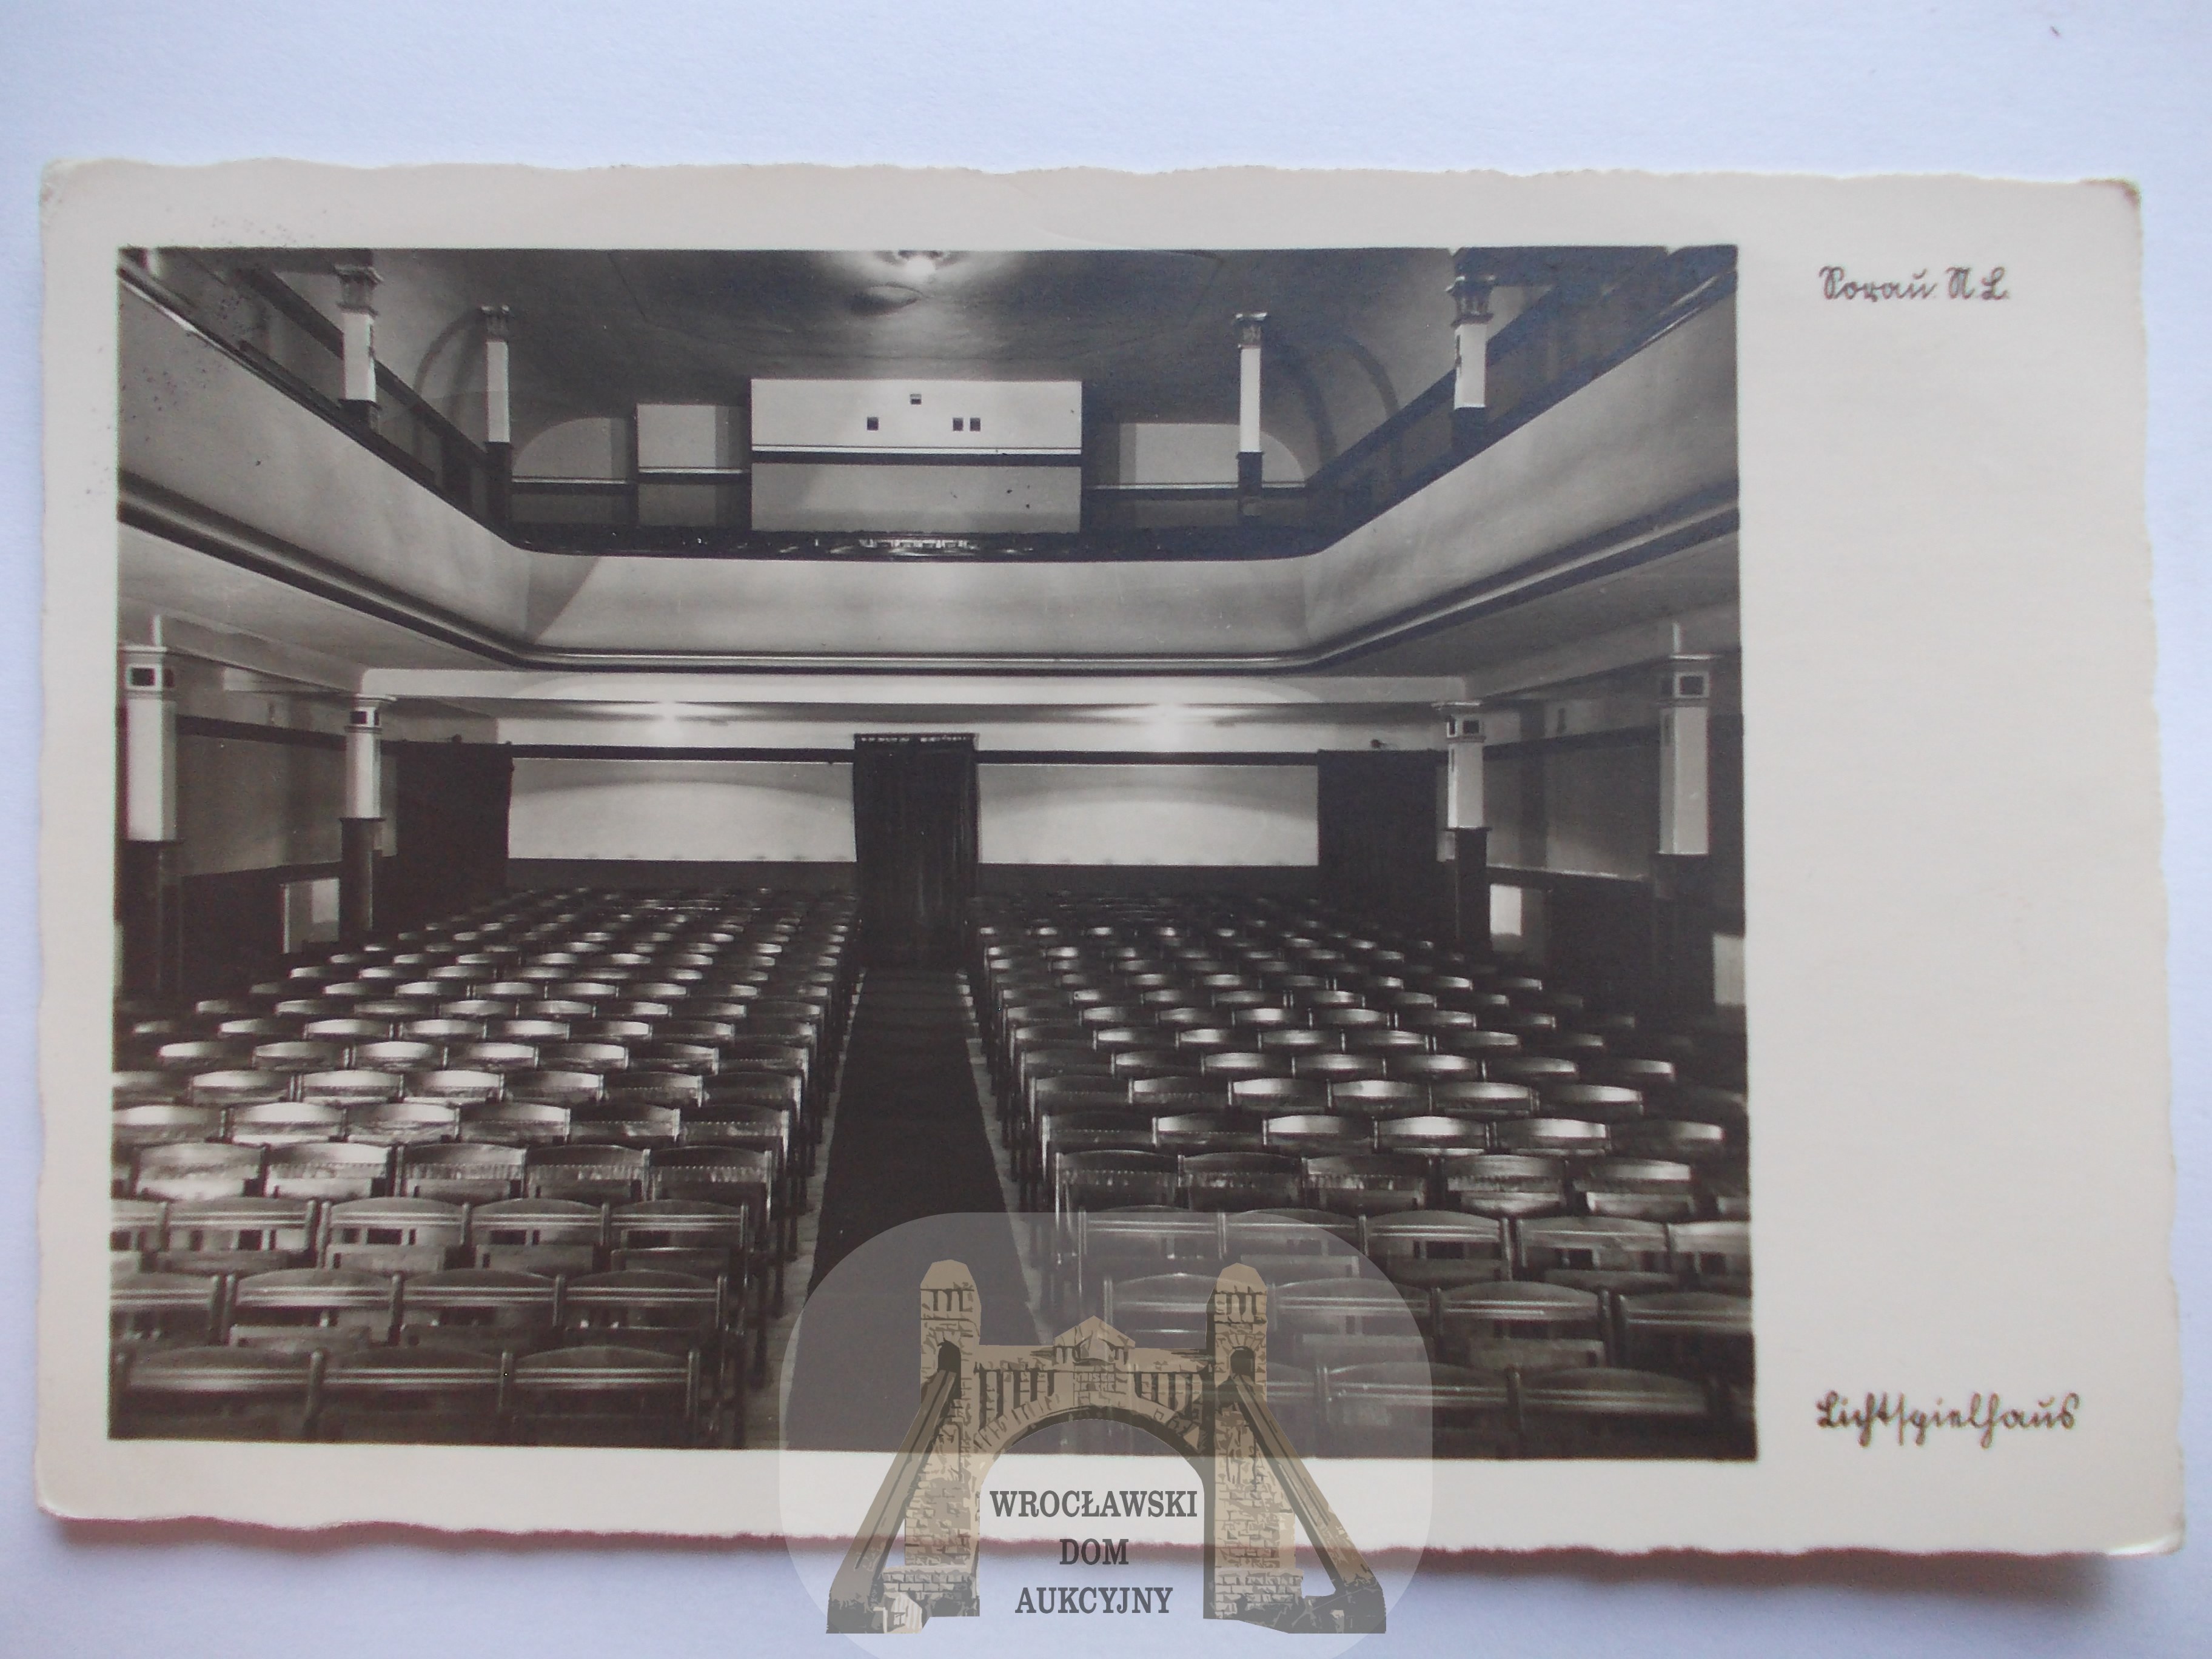 Sorau N. L.
Lichtspielhaus
WROCŁAWSKI
DOM
AUKCYJNY